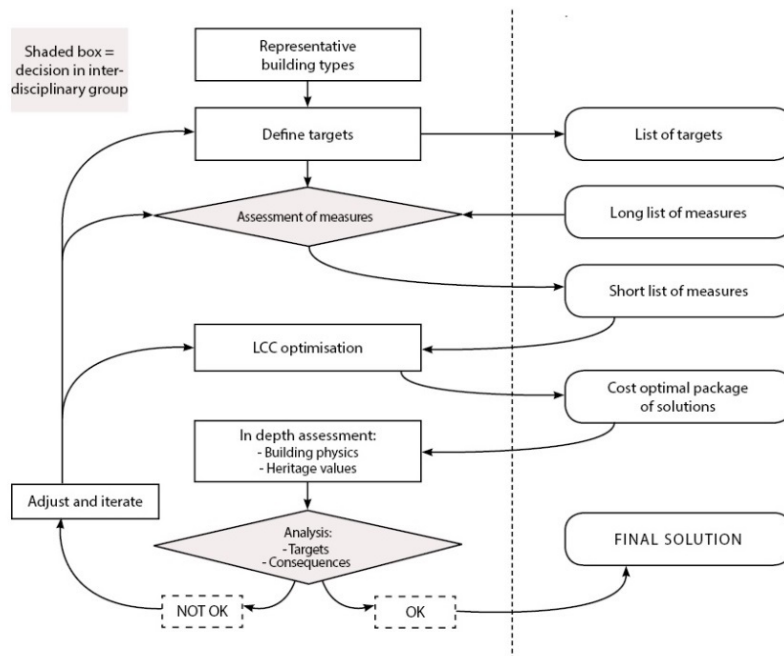 Shaded box =
decision in inter-
disciplinary group
Representative
building types
Define targets
List of targets
Assessment of measures
Long list of measures
Short list of measures
LCC optimisation
Cost optimal package
of solutions
In depth assessment:
- Building physics
- Heritage values
Adjust and iterate
Analysis:
- Targets
- Consequences
FINAL SOLUTION
NOT OK
OK